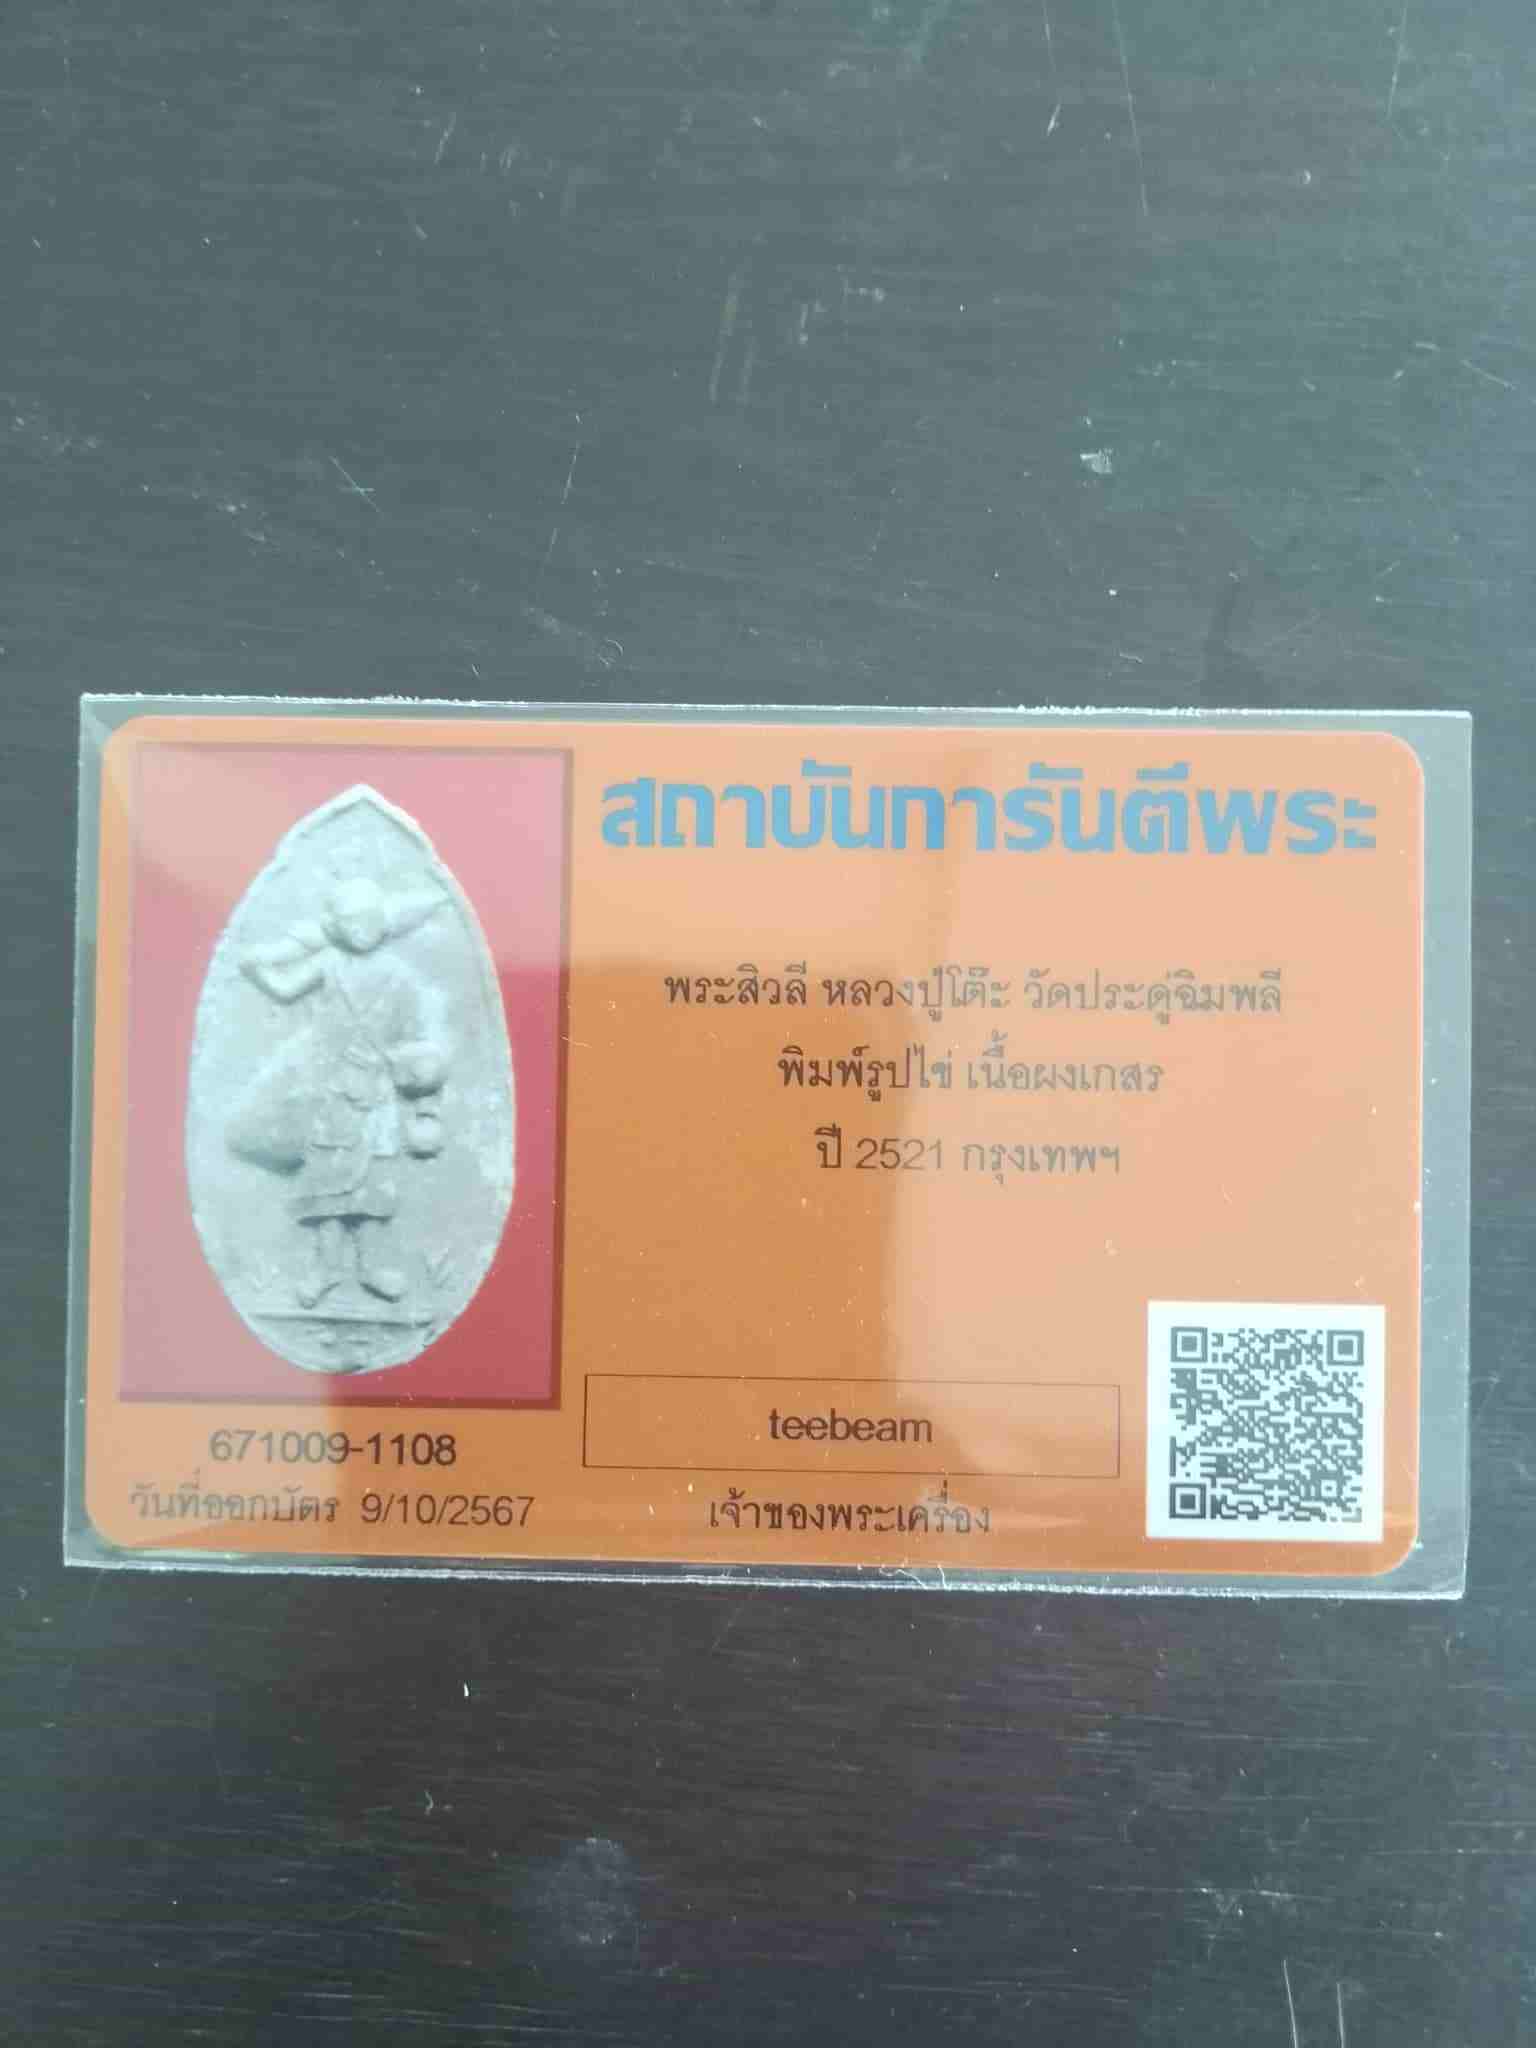 สถาบันการันตีพระ
พระสิวลี หลวงปู่โต๊ะ วัดประดู่ฉิมพลี
พิมพ์รูปไข่ เนื้อผงเกสร
ปี 2521 กรุงเทพฯ
teebeam
เจ้าของพระเครื่อง
671009-1108
วันที่ออกบัตร 9/10/2567